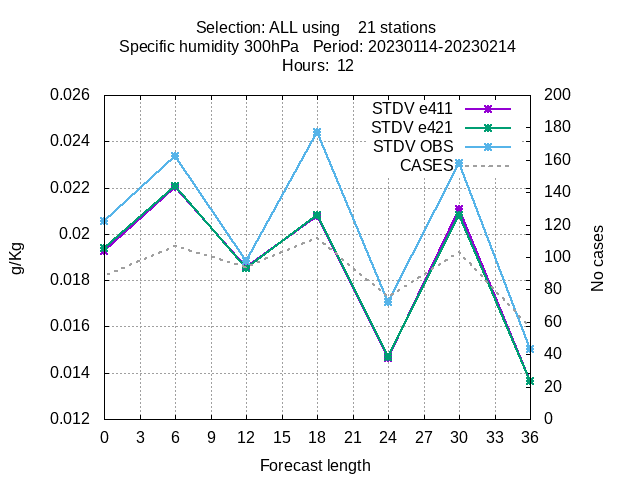 Selection: ALL using    21 stations
Specific humidity 300hPa   Period: 20230114-20230214
Hours:  12
0.026
0.024
0.022
0.02
0.018
0.016
0.014
0.012
g/Kg
STDV e411
STDV e421
STDV OBS
CASES
200
180
160
140
120
100
80
60
40
20
0
No cases
0 3 6 9 12 15 18 21 24 27 30 33 36
Forecast length